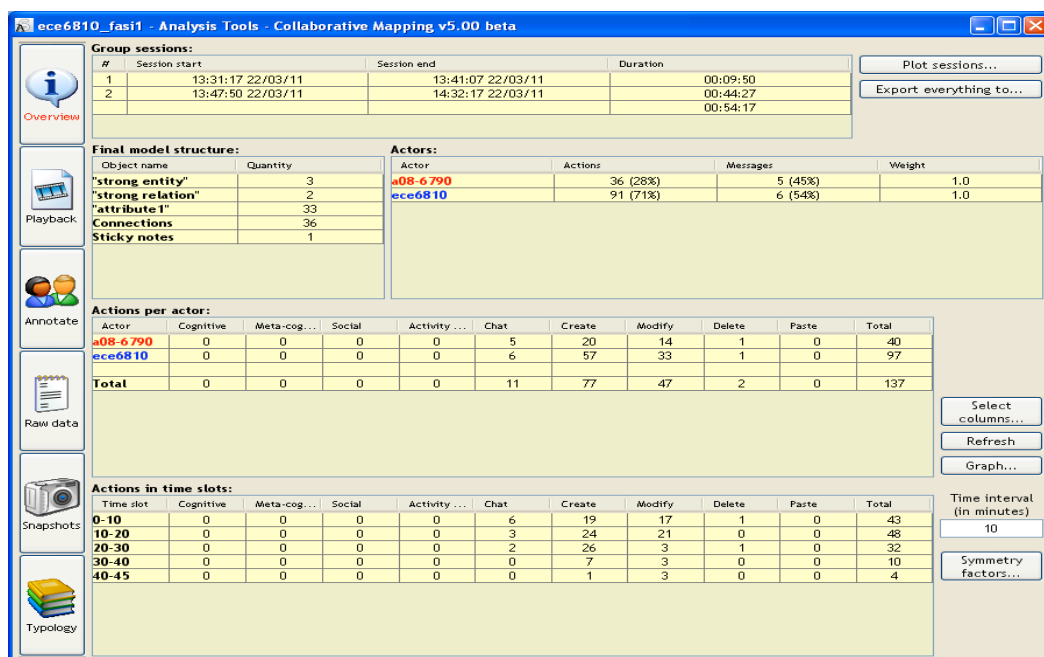 ece6810_fasi1 - Analysis Tools - Collaborative Mapping v5.00 beta
Overview
Playback
Annotate
Raw data
Snapshots
Typology
Group sessions:
# Session start Session end Duration
1 13:31:17 22/03/11 13:41:07 22/03/11 00:09:50
2 13:47:50 22/03/11 14:32:17 22/03/11 00:44:27
00:54:17
Plot sessions...
Export everything to...
Final model structure:
Object name Quantity
"strong entity" 3
"strong relation" 2
"attribute1" 33
Connections 36
Sticky notes 1
Actors:
Actor Actions Messages Weight
a08-6790 36 (28%) 5 (45%) 1.0
ece6810 91 (71%) 6 (54%) 1.0
Actions per actor:
Actor Cognitive Meta-cog... Social Activity ... Chat Create Modify Delete Paste Total
a08-6790 0 0 0 0 5 20 14 1 0 40
ece6810 0 0 0 0 6 57 33 1 0 97
Total 0 0 0 0 11 77 47 2 0 137
Select
columns...
Refresh
Graph...
Actions in time slots:
Time slot Cognitive Meta-cog... Social Activity ... Chat Create Modify Delete Paste Total
0-10 0 0 0 0 6 19 17 1 0 43
10-20 0 0 0 0 3 24 21 0 0 48
20-30 0 0 0 0 2 26 3 1 0 32
30-40 0 0 0 0 0 7 3 0 0 10
40-45 0 0 0 0 0 1 3 0 0 4
Time interval
(in minutes)
10
Symmetry
factors...